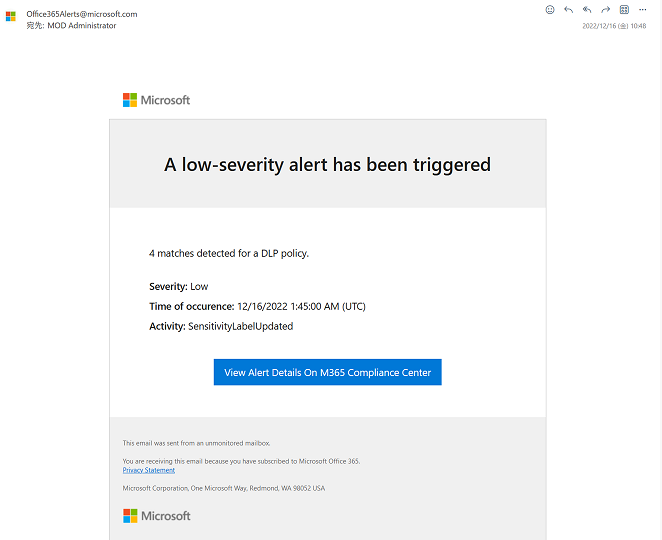 Office365Alerts@microsoft.com
宛先: MOD Administrator
2022/12/16 (金) 10:48
Microsoft
A low-severity alert has been triggered
4 matches detected for a DLP policy.
Severity: Low
Time of occurence: 12/16/2022 1:45:00 AM (UTC)
Activity: SensitivityLabelUpdated
View Alert Details On M365 Compliance Center
This email was sent from an unmonitored mailbox.
You are receiving this email because you have subscribed to Microsoft Office 365.
Privacy Statement
Microsoft Corporation, One Microsoft Way, Redmond, WA 98052 USA
Microsoft